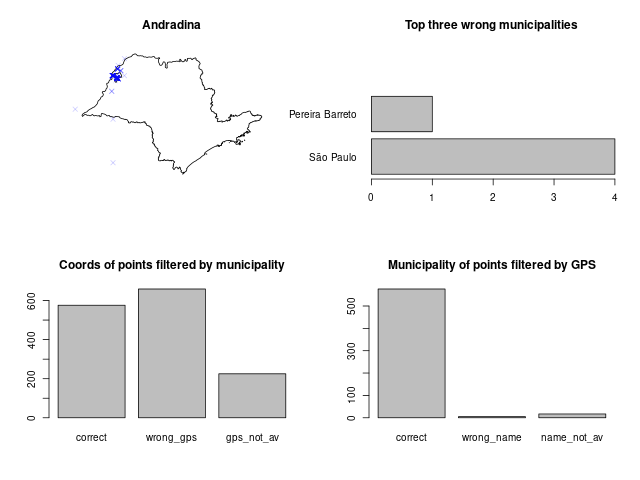 Andradina
Top three wrong municipalities
Pereira Barreto
São Paulo
0 1 2 3 4
Coords of points filtered by municipality
0 200 400 600
correct wrong_gps gps_not_av
Municipality of points filtered by GPS
0 100 300 500
correct wrong_name name_not_av